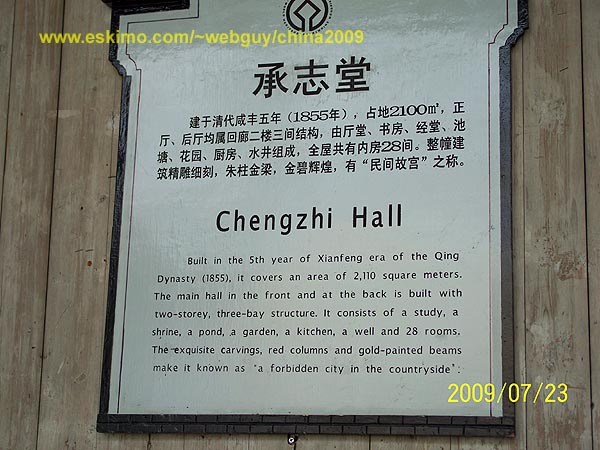 www.eskimo.com/~webguy/china2009
承志堂
建于清代咸丰五年（1855年），占地2100㎡，正
厅、后厅均属回廊二楼三间结构，由厅堂、书房、经堂、池
塘、花园、厨房、水井组成，全屋共有内房28间。整幢建
筑精雕细刻，朱柱金梁，金碧辉煌，有“民间故宫”之称。
Chengzhi Hall
Built in the 5th year of Xianfeng era of the Qing
Dynasty (1855), it covers an area of 2,110 square meters.
The main hall in the front and at the back is built with
two-storey, three-bay structure. It consists of a study, a
shrine, a pond, a garden, a kitchen, a well and 28 rooms.
The exquisite carvings, red columns and gold-painted beams
make it known as "a forbidden city in the countryside".
2009/07/23